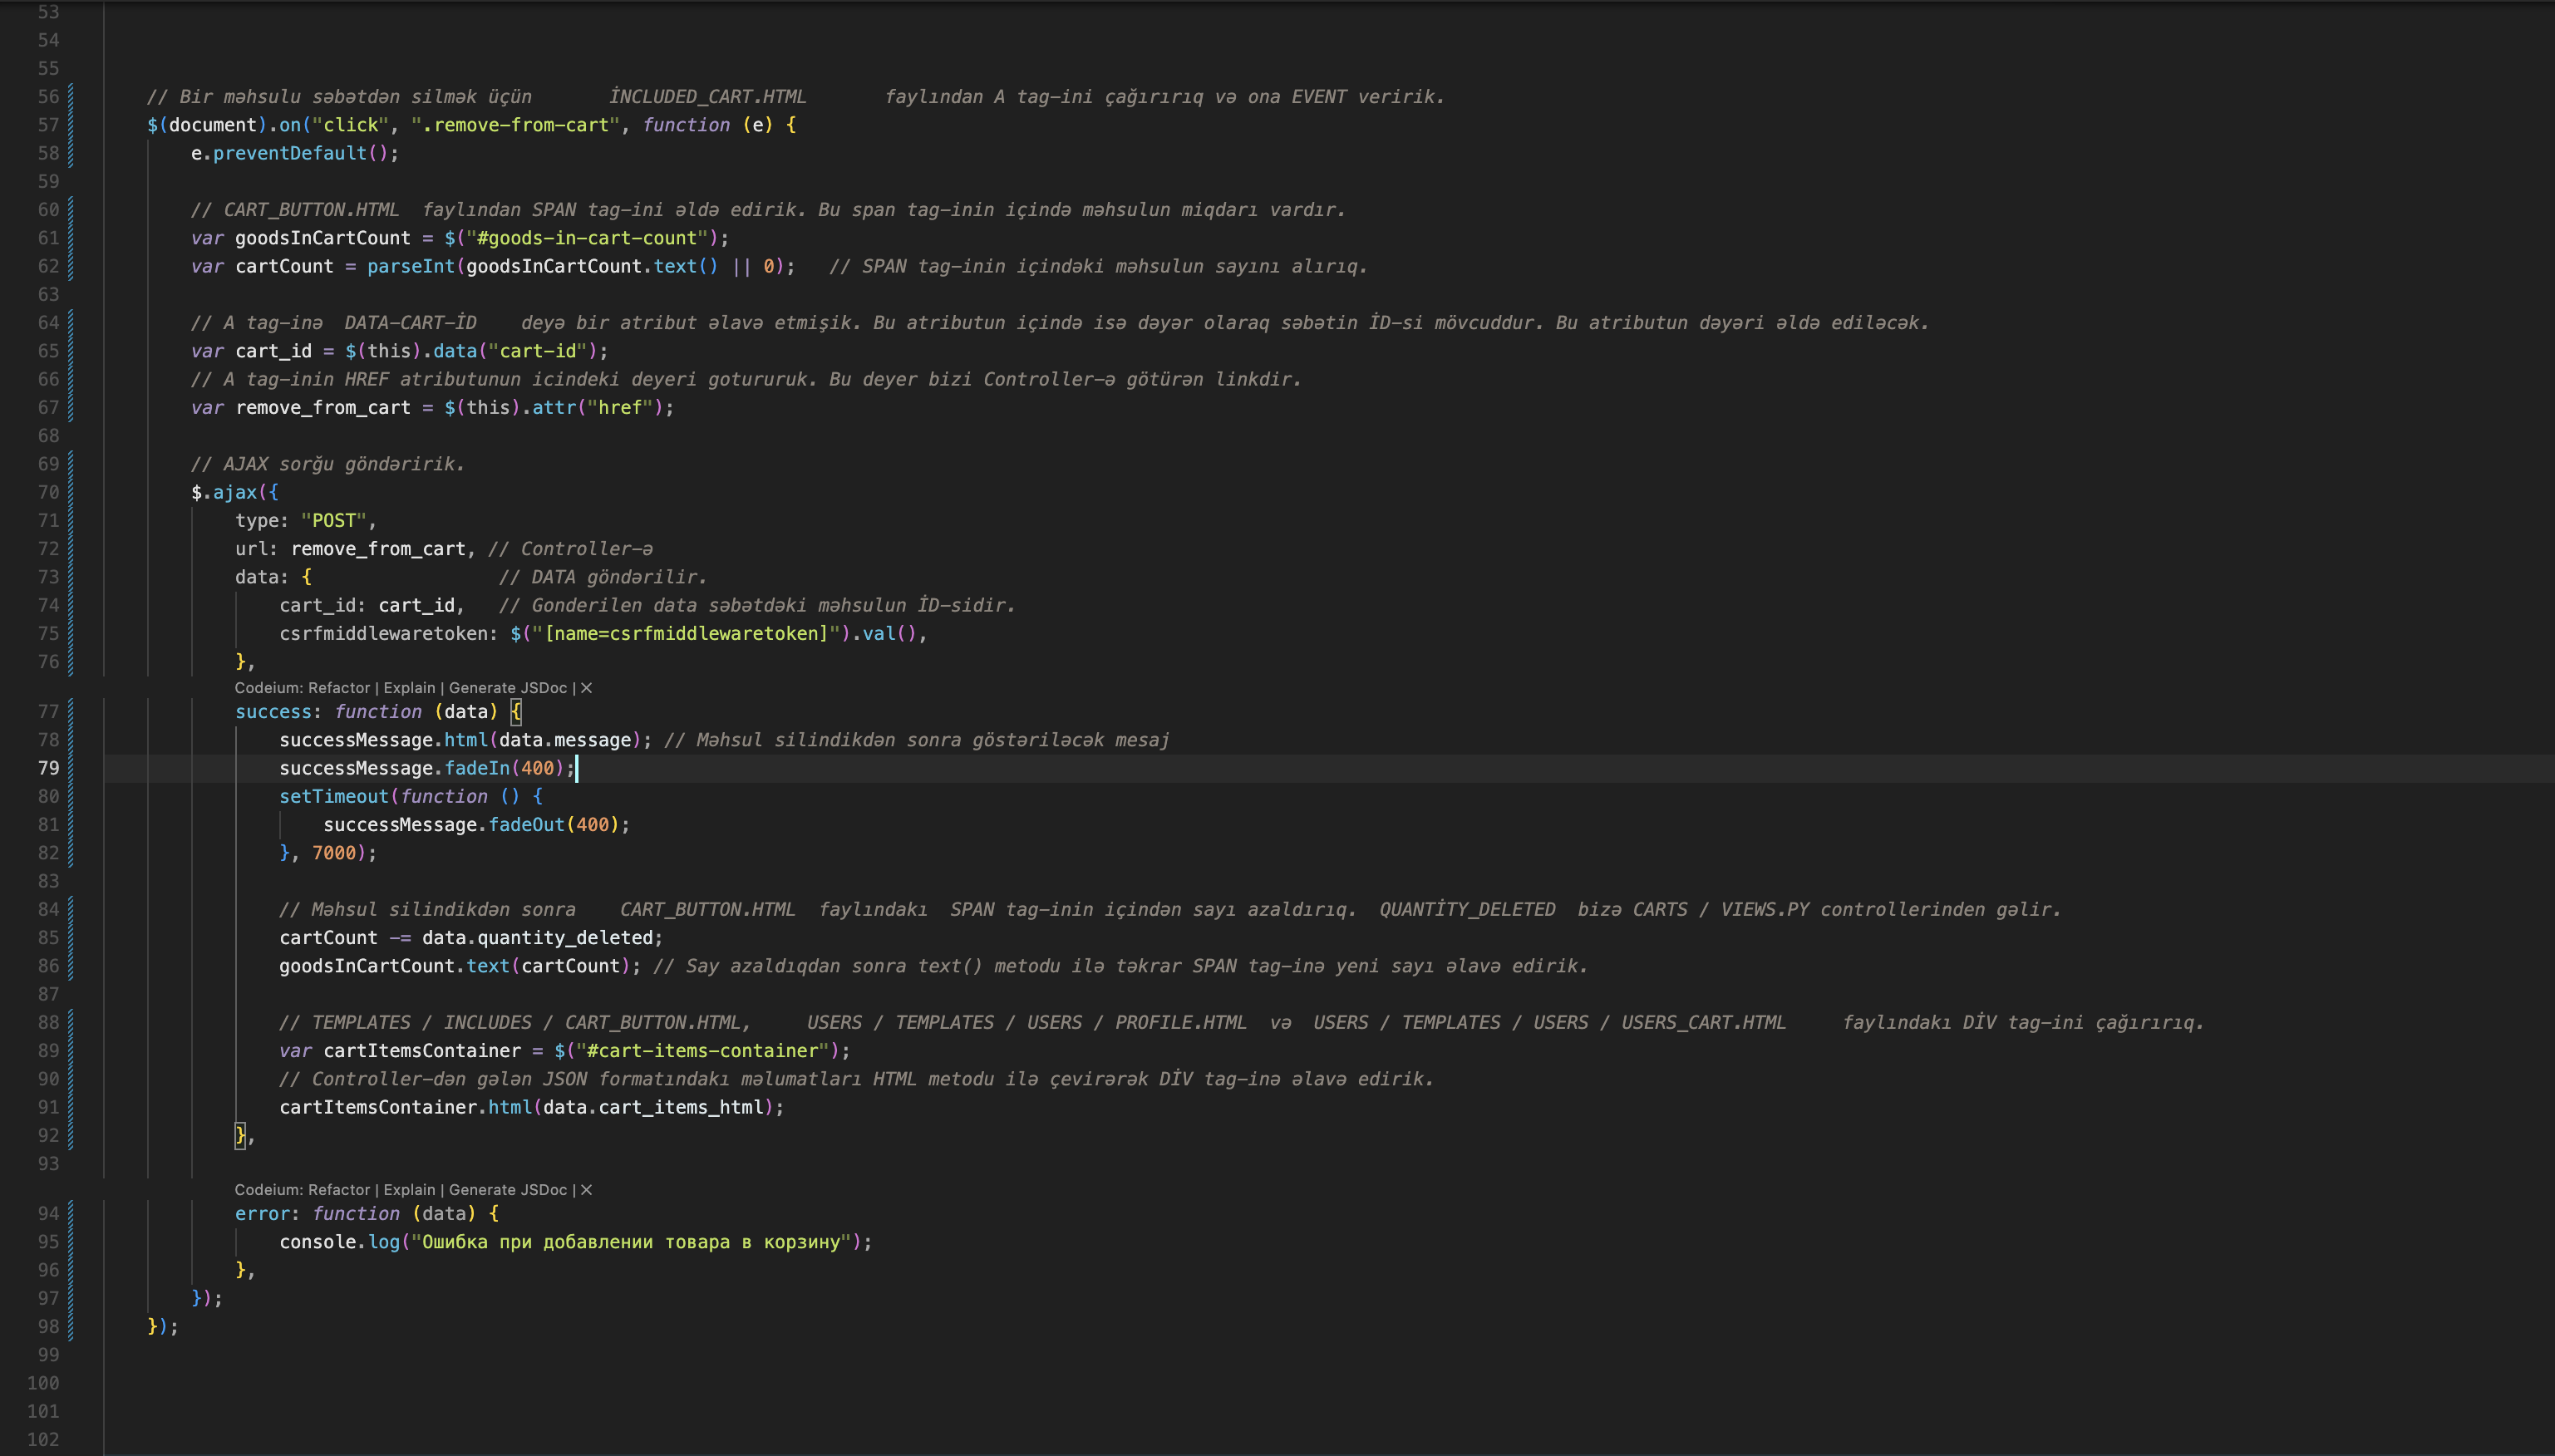 53
54
55
56 // Bir məhsulu səbətdən silmək üçün       İNCLUDED_CART.HTML       faylından A tag-ini çağırırıq və ona EVENT veririk.
57 $(document).on("click", ".remove-from-cart", function (e) {
58     e.preventDefault();
59
60     // CART_BUTTON.HTML  faylından SPAN tag-ini əldə edirik. Bu span tag-inin içində məhsulun miqdarı vardır.
61     var goodsInCartCount = $("#goods-in-cart-count");
62     var cartCount = parseInt(goodsInCartCount.text() || 0);   // SPAN tag-inin içindəki məhsulun sayını alırıq.
63
64     // A tag-inə  DATA-CART-İD    deyə bir atribut əlavə etmişik. Bu atributun içində isə dəyər olaraq səbətin İD-si mövcuddur. Bu atributun dəyəri əldə ediləcək.
65     var cart_id = $(this).data("cart-id");
66     // A tag-inin HREF atributunun icindeki deyeri gotururuk. Bu deyer bizi Controller-ə götürən linkdir.
67     var remove_from_cart = $(this).attr("href");
68
69     // AJAX sorğu göndəririk.
70     $.ajax({
71         type: "POST",
72         url: remove_from_cart, // Controller-ə
73         data: {                 // DATA göndərilir.
74             cart_id: cart_id,   // Gonderilen data səbətdəki məhsulun İD-sidir.
75             csrfmiddlewaretoken: $("[name=csrfmiddlewaretoken]").val(),
76         },
Codeium: Refactor | Explain | Generate JSDoc | ×
77         success: function (data) {
78             successMessage.html(data.message); // Məhsul silindikdən sonra göstəriləcək mesaj
79             successMessage.fadeIn(400);
80             setTimeout(function () {
81                 successMessage.fadeOut(400);
82             }, 7000);
83
84             // Məhsul silindikdən sonra    CART_BUTTON.HTML  faylındakı  SPAN tag-inin içindən sayı azaldırıq.  QUANTİTY_DELETED  bizə CARTS / VIEWS.PY controllerinden gəlir.
85             cartCount -= data.quantity_deleted;
86             goodsInCartCount.text(cartCount); // Say azaldıqdan sonra text() metodu ilə təkrar SPAN tag-inə yeni sayı əlavə edirik.
87
88             // TEMPLATES / INCLUDES / CART_BUTTON.HTML,     USERS / TEMPLATES / USERS / PROFILE.HTML  və  USERS / TEMPLATES / USERS / USERS_CART.HTML     faylındakı DİV tag-ini çağırırıq.
89             var cartItemsContainer = $("#cart-items-container");
90             // Controller-dən gələn JSON formatındakı məlumatları HTML metodu ilə çevirərək DİV tag-inə əlavə edirik.
91             cartItemsContainer.html(data.cart_items_html);
92         },
93
Codeium: Refactor | Explain | Generate JSDoc | ×
94         error: function (data) {
95             console.log("Ошибка при добавлении товара в корзину");
96         },
97     });
98 });
99
100
101
102